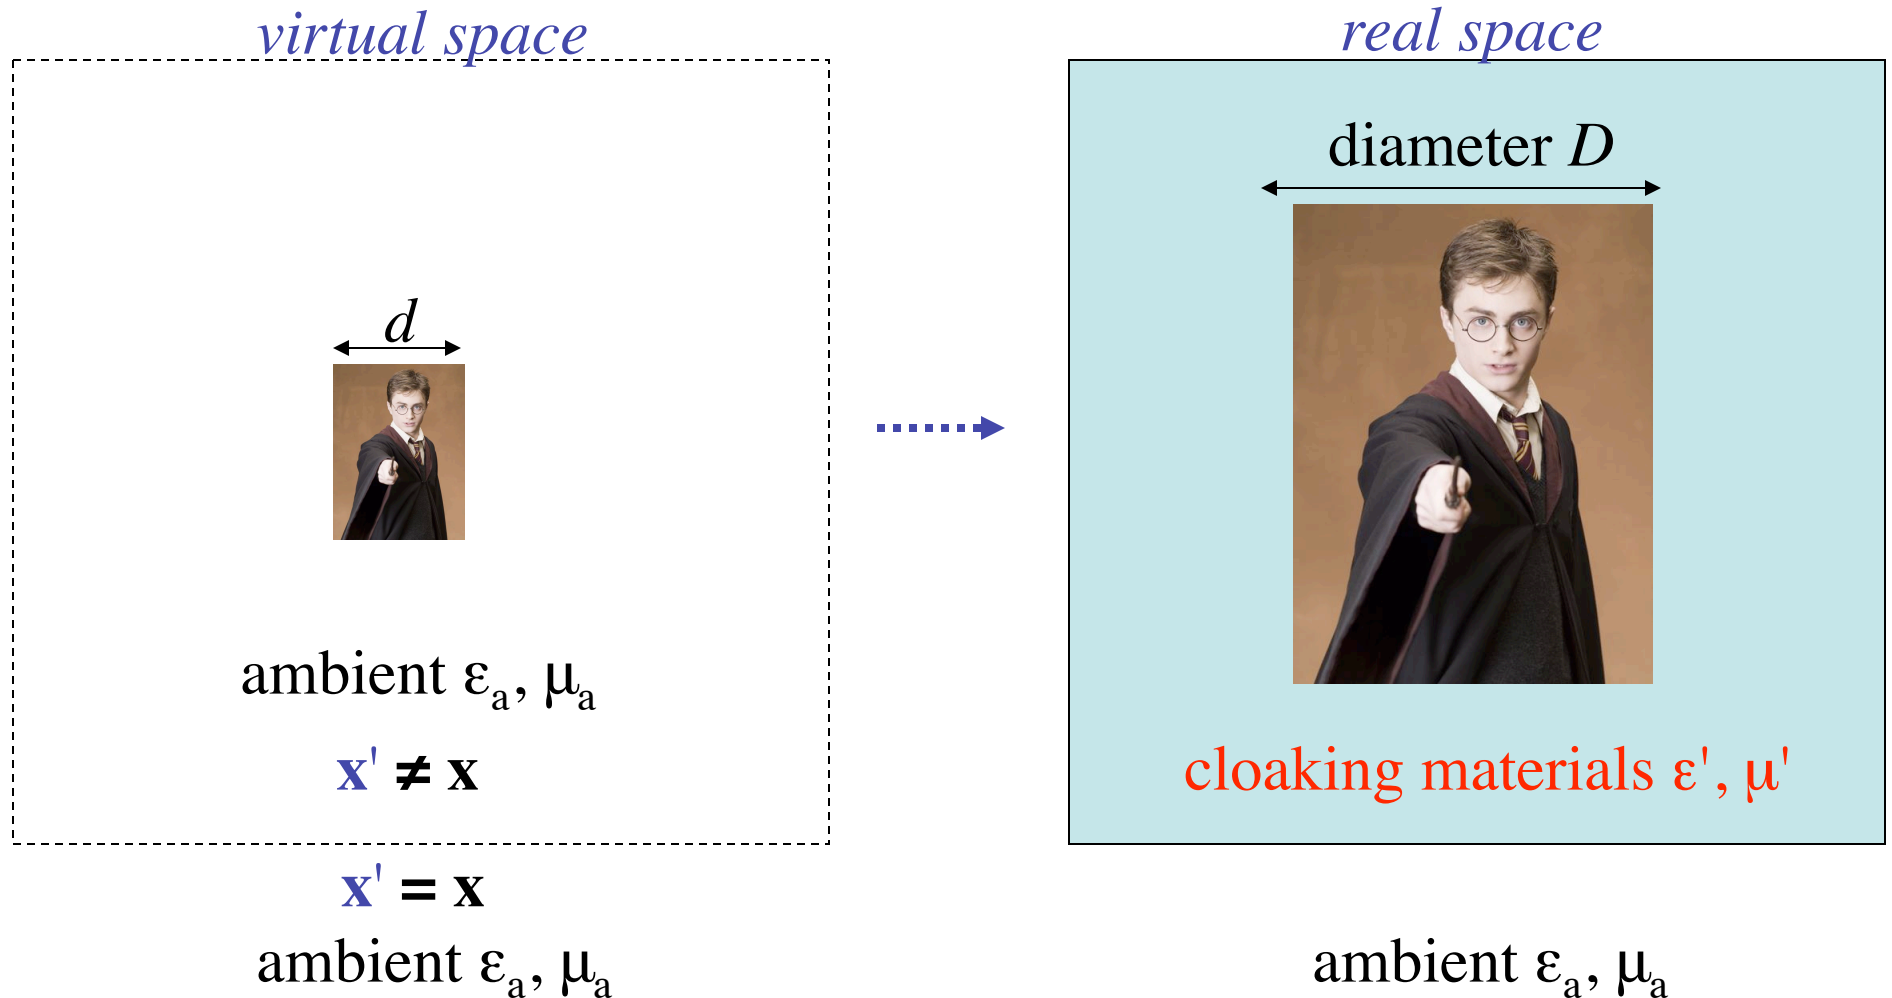 virtual space
d
ambient εa, μa
x' ≠ x
x' = x
ambient εa, μa
real space
diameter D
cloaking materials ε', μ'
ambient εa, μa